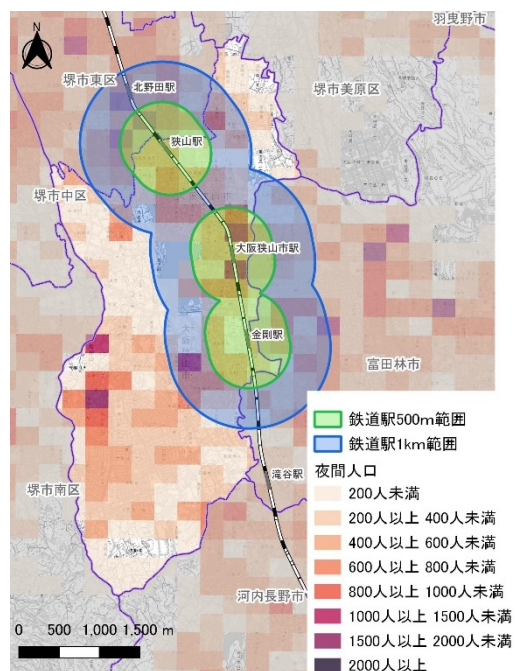 羽曳野市
堺市東区
北野田駅
堺市美原区
狭山駅
堺市中区
大阪狭山市駅
金剛駅
富田林市
鉄道駅500m範囲
鉄道駅1km範囲
夜間人口
滝谷駅
200人未満
堺市南区
200人以上 400人未満
400人以上 600人未満
600人以上 800人未満
河内長野市
800人以上 1000人未満
1000人以上 1500人未満
0 500 1,000 1,500 m
1500人以上 2000人未満
2000人以上